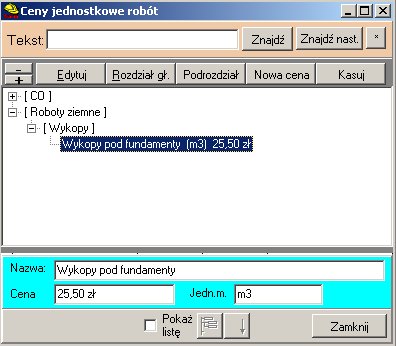 Ceny jednostkowe robót
Tekst: Znajdź Znajdź nast. *
- + Edytuj Rozdział gł. Podrozdział Nowa cena Kasuj
[ CO ]
[ Roboty ziemne ]
[ Wykopy ]
Wykopy pod fundamenty (m3) 25,50 zł
Nazwa: Wykopy pod fundamenty
Cena 25,50 zł Jedn.m. m3
Pokaż listę Zamknij